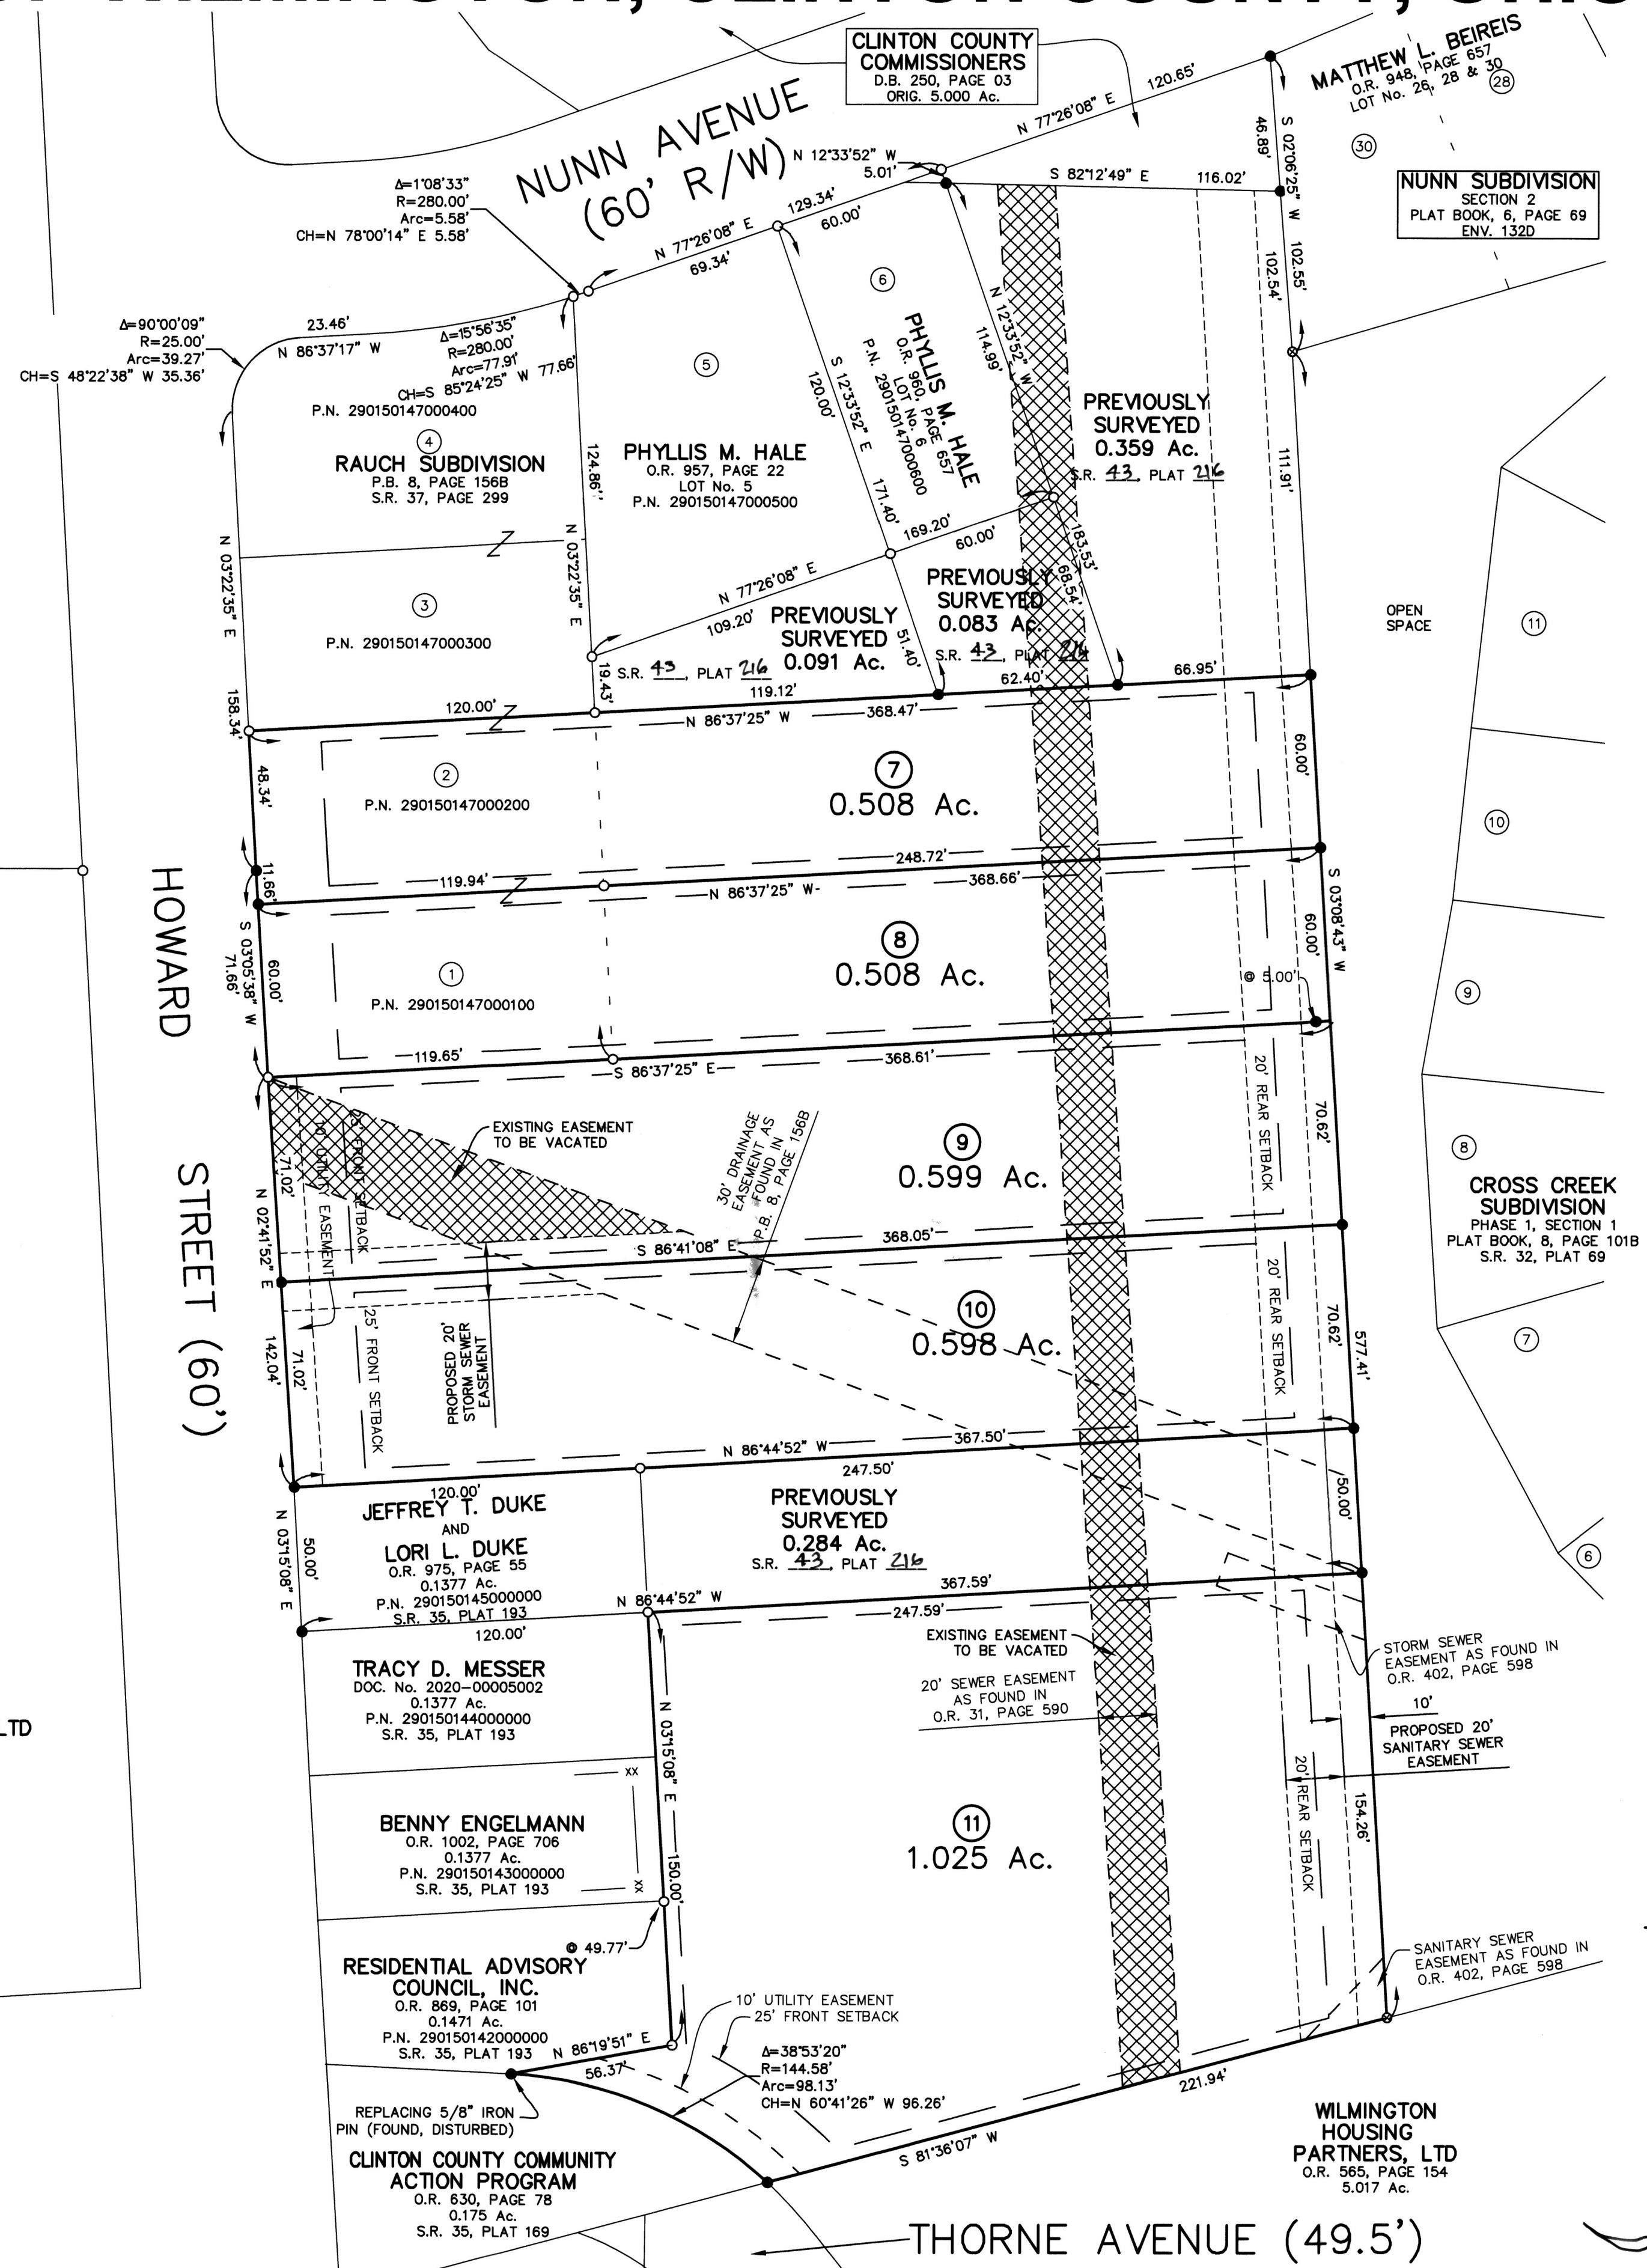 CLINTON COUNTY
COMMISSIONERS
D.B. 250, PAGE 03
ORIG. 5.000 Ac.
MATTHEW L. BEIREIS
O.R. 948, PAGE 657
LOT No. 26, 28 & 30
28
30
NUNN SUBDIVISION
SECTION 2
PLAT BOOK, 6, PAGE 69
ENV. 132D
NUNN AVENUE
(60' R/W)
N 77°26'08" E
120.65'
N 12°33'52" W
5.01'
S 82°12'49" E
116.02'
46.89'
S 02°06'25" W
102.55'
102.54'
111.91'
Δ=1°08'33"
R=280.00'
Arc=5.58'
CH=N 78°00'14" E 5.58'
N 77°26'08" E
69.34'
129.34'
60.00'
Δ=90°00'09"
R=25.00'
Arc=39.27'
CH=S 48°22'38" W 35.36'
23.46'
N 86°37'17" W
Δ=15°56'35"
R=280.00'
Arc=77.91'
CH=S 85°24'25" W 77.66'
P.N. 290150147000400
4
RAUCH SUBDIVISION
P.B. 8, PAGE 156B
S.R. 37, PAGE 299
5
PHYLLIS M. HALE
O.R. 957, PAGE 22
LOT No. 5
P.N. 290150147000500
6
PHYLLIS M. HALE
O.R. 960, PAGE 657
LOT No. 6
P.N. 290150147000600
S 12°33'52" E
120.00'
171.40'
N 12°33'52" W
114.99'
183.53'
68.54'
PREVIOUSLY
SURVEYED
0.359 Ac.
S.R. 43, PLAT 216
124.86'
N 03°22'35" E
N 03°22'35" E
158.34'
3
P.N. 290150147000300
N 77°26'08" E
109.20'
169.20'
60.00'
19.43'
51.40'
PREVIOUSLY
SURVEYED
0.091 Ac.
S.R. 43, PLAT 216
PREVIOUSLY
SURVEYED
0.083 Ac.
S.R. 43, PLAT 216
OPEN
SPACE
11
120.00'
119.12'
62.40'
66.95'
N 86°37'25" W
368.47'
48.34'
2
P.N. 290150147000200
7
0.508 Ac.
60.00'
10
11.66'
119.94'
248.72'
N 86°37'25" W
368.66'
HOWARD
STREET (60')
S 03°05'38" W
71.66'
60.00'
1
P.N. 290150147000100
8
0.508 Ac.
60.00'
S 03°08'43" W
@ 5.00'
9
119.65'
S 86°37'25" E
368.61'
EXISTING EASEMENT
TO BE VACATED
10' UTILITY EASEMENT
25' FRONT SETBACK
71.02'
N 02°41'52" E
142.04'
30' DRAINAGE
EASEMENT AS
FOUND IN
P.B. 8, PAGE 156B
9
0.599 Ac.
20' REAR SETBACK
70.62'
8
CROSS CREEK
SUBDIVISION
PHASE 1, SECTION 1
PLAT BOOK, 8, PAGE 101B
S.R. 32, PLAT 69
S 86°41'08" E
368.05'
71.02'
25' FRONT SETBACK
PROPOSED 20'
STORM SEWER
EASEMENT
10
0.598 Ac.
20' REAR SETBACK
70.62'
577.41'
7
6
N 86°44'52" W
367.50'
120.00'
247.50'
N 03°15'08" E
50.00'
JEFFREY T. DUKE
AND
LORI L. DUKE
O.R. 975, PAGE 55
0.1377 Ac.
P.N. 290150145000000
S.R. 35, PLAT 193
PREVIOUSLY
SURVEYED
0.284 Ac.
S.R. 43, PLAT 216
50.00'
N 86°44'52" W
367.59'
247.59'
120.00'
TRACY D. MESSER
DOC. No. 2020-00005002
0.1377 Ac.
P.N. 290150144000000
S.R. 35, PLAT 193
N 03°15'08" E
150.00'
EXISTING EASEMENT
TO BE VACATED
20' SEWER EASEMENT
AS FOUND IN
O.R. 31, PAGE 590
STORM SEWER
EASEMENT AS FOUND IN
O.R. 402, PAGE 598
10'
PROPOSED 20'
SANITARY SEWER
EASEMENT
20' REAR SETBACK
154.26'
LTD
XX
XX
BENNY ENGELMANN
O.R. 1002, PAGE 706
0.1377 Ac.
P.N. 290150143000000
S.R. 35, PLAT 193
11
1.025 Ac.
@ 49.77'
RESIDENTIAL ADVISORY
COUNCIL, INC.
O.R. 869, PAGE 101
0.1471 Ac.
P.N. 290150142000000
S.R. 35, PLAT 193
SANITARY SEWER
EASEMENT AS FOUND IN
O.R. 402, PAGE 598
10' UTILITY EASEMENT
25' FRONT SETBACK
N 86°19'51" E
56.37'
Δ=38°53'20"
R=144.58'
Arc=98.13'
CH=N 60°41'26" W 96.26'
221.94'
S 81°36'07" W
REPLACING 5/8" IRON
PIN (FOUND, DISTURBED)
CLINTON COUNTY COMMUNITY
ACTION PROGRAM
O.R. 630, PAGE 78
0.175 Ac.
S.R. 35, PLAT 169
WILMINGTON
HOUSING
PARTNERS, LTD
O.R. 565, PAGE 154
5.017 Ac.
THORNE AVENUE (49.5')